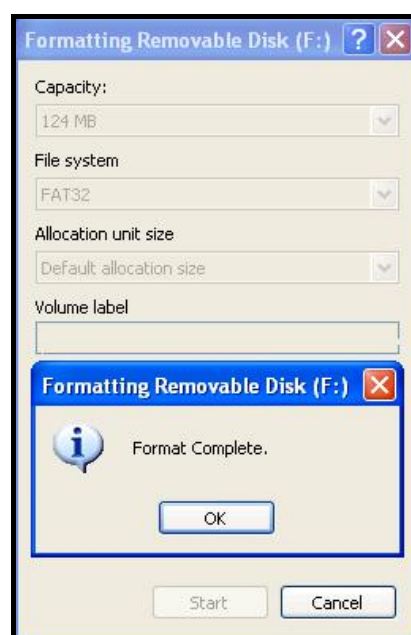 Formatting Removable Disk (F:)
Capacity:
124 MB
File system
FAT32
Allocation unit size
Default allocation size
Volume label
Formatting Removable Disk (F:)
Format Complete.
OK
Start Cancel